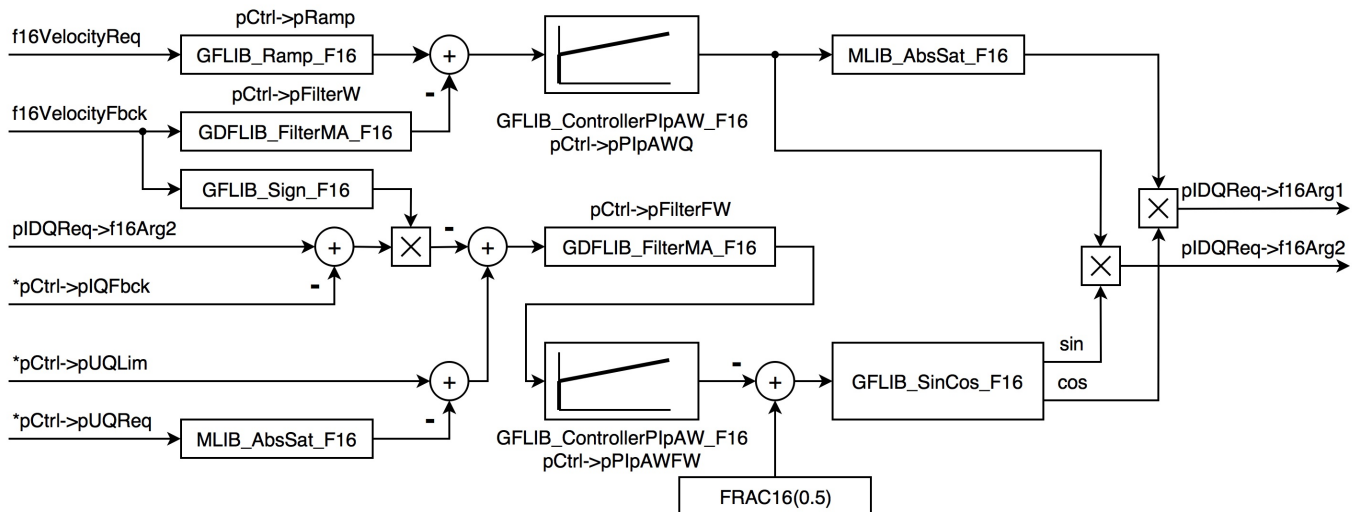 pCtrl->pRamp
f16VelocityReq
GFLIB_Ramp_F16
+
MLIB_AbsSat_F16
-
pCtrl->pFilterW
f16VelocityFbck
GDFLIB_FilterMA_F16
GFLIB_ControllerPIpAW_F16
pCtrl->pPIpAWQ
GFLIB_Sign_F16
pIDQReq->f16Arg1
×
pCtrl->pFilterFW
pIDQReq->f16Arg2
+
×
-
+
GDFLIB_FilterMA_F16
pIDQReq->f16Arg2
×
-
*pCtrl->pIQFbck
sin
*pCtrl->pUQLim
+
-
+
GFLIB_SinCos_F16
cos
-
*pCtrl->pUQReq
MLIB_AbsSat_F16
GFLIB_ControllerPIpAW_F16
pCtrl->pPIpAWFW
FRAC16(0.5)